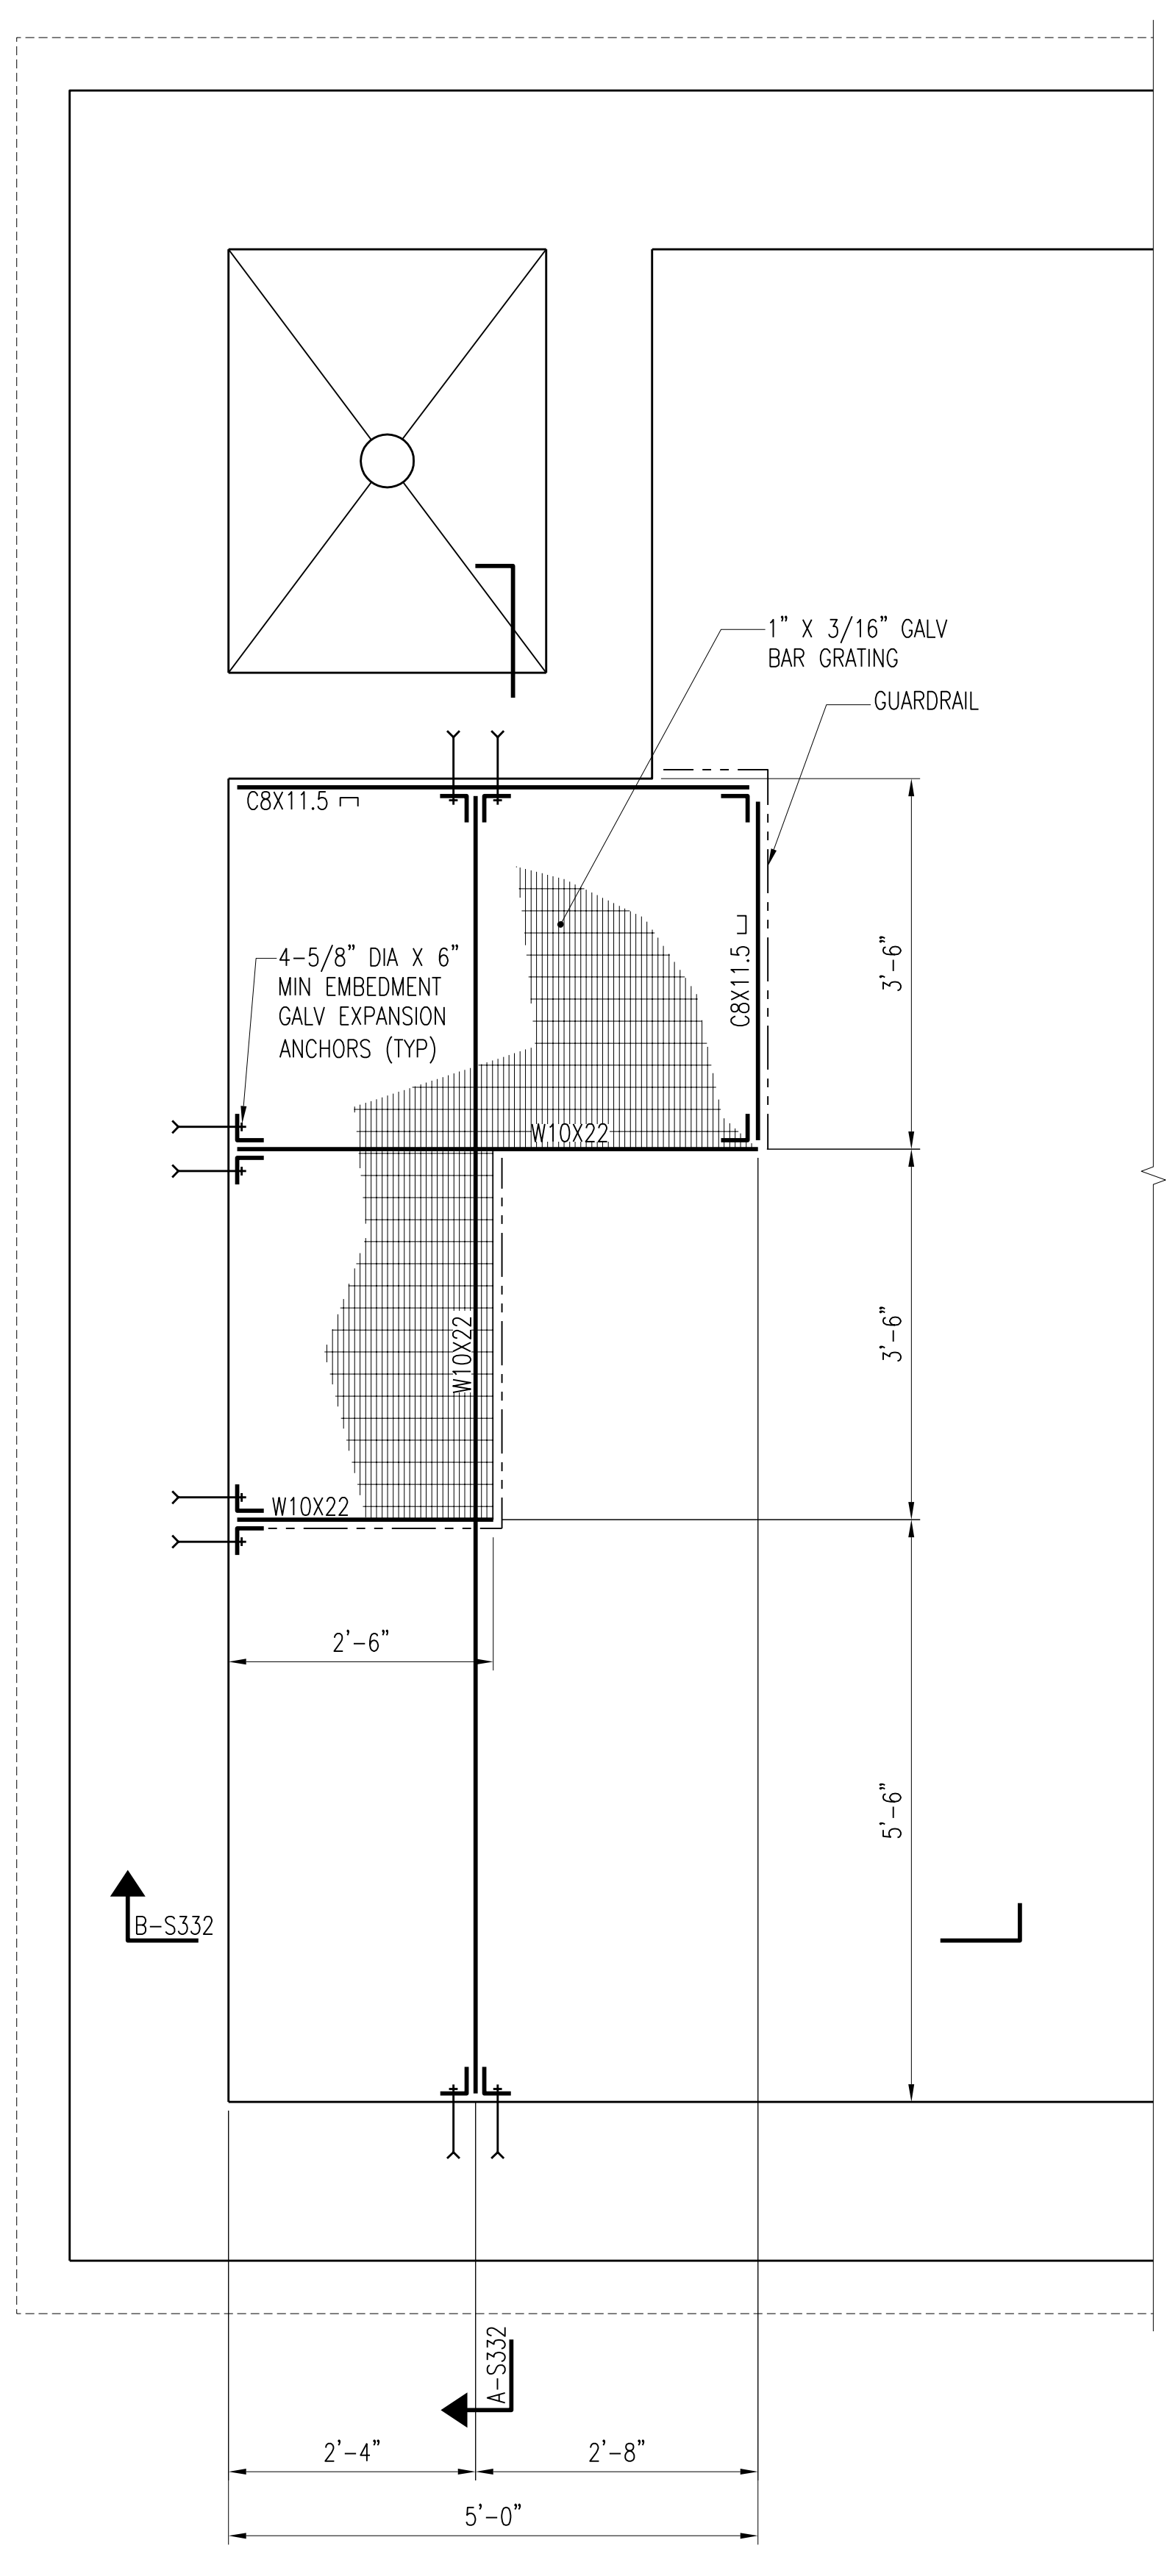 1” X 3/16” GALV
BAR GRATING
GUARDRAIL
C8X11.5
C8X11.5
3’-6”
4-5/8” DIA X 6”
MIN EMBEDMENT
GALV EXPANSION
ANCHORS (TYP)
W10X22
W10X22
3’-6”
W10X22
2’-6”
5’-6”
B-S332
A-S332
2’-4”
2’-8”
5’-0”